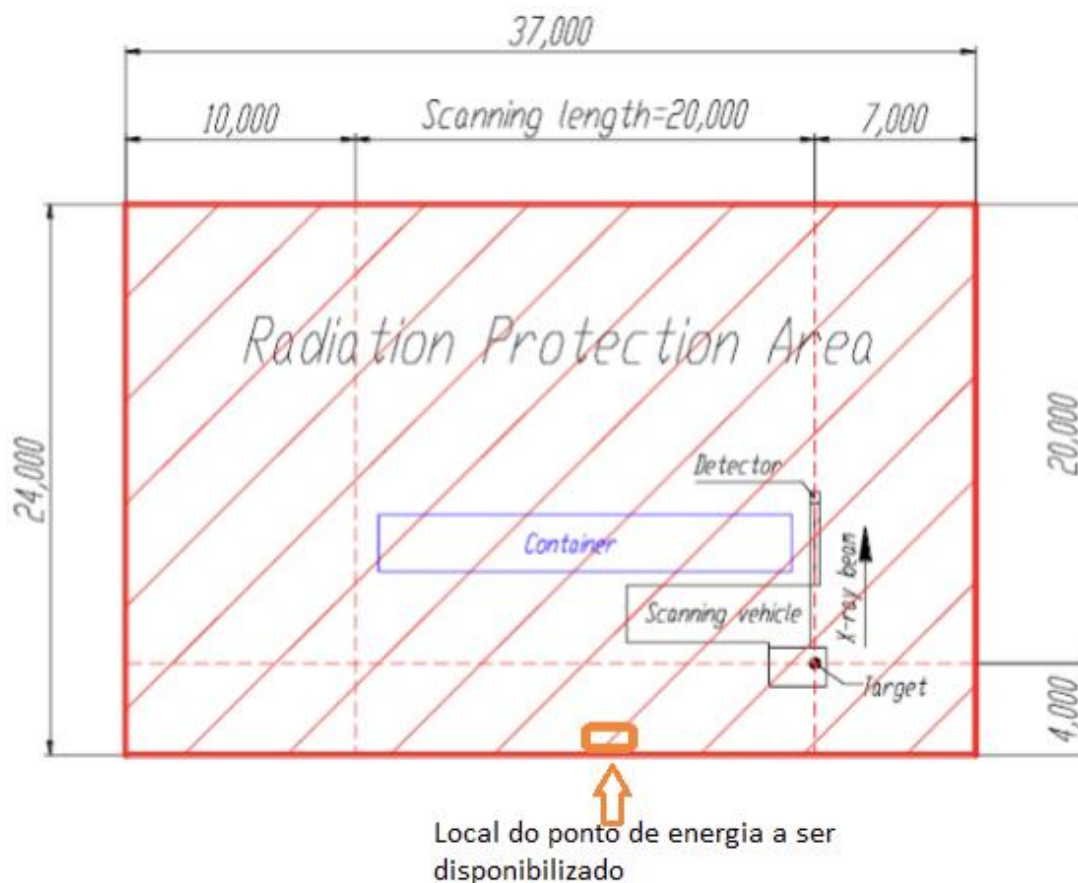 37,000
10,000
Scanning length=20,000
7,000
Radiation Protection Area
24,000
20,000
Detector
Container
X-ray beam
Scanning vehicle
Target
4,000
Local do ponto de energia a ser
disponibilizado